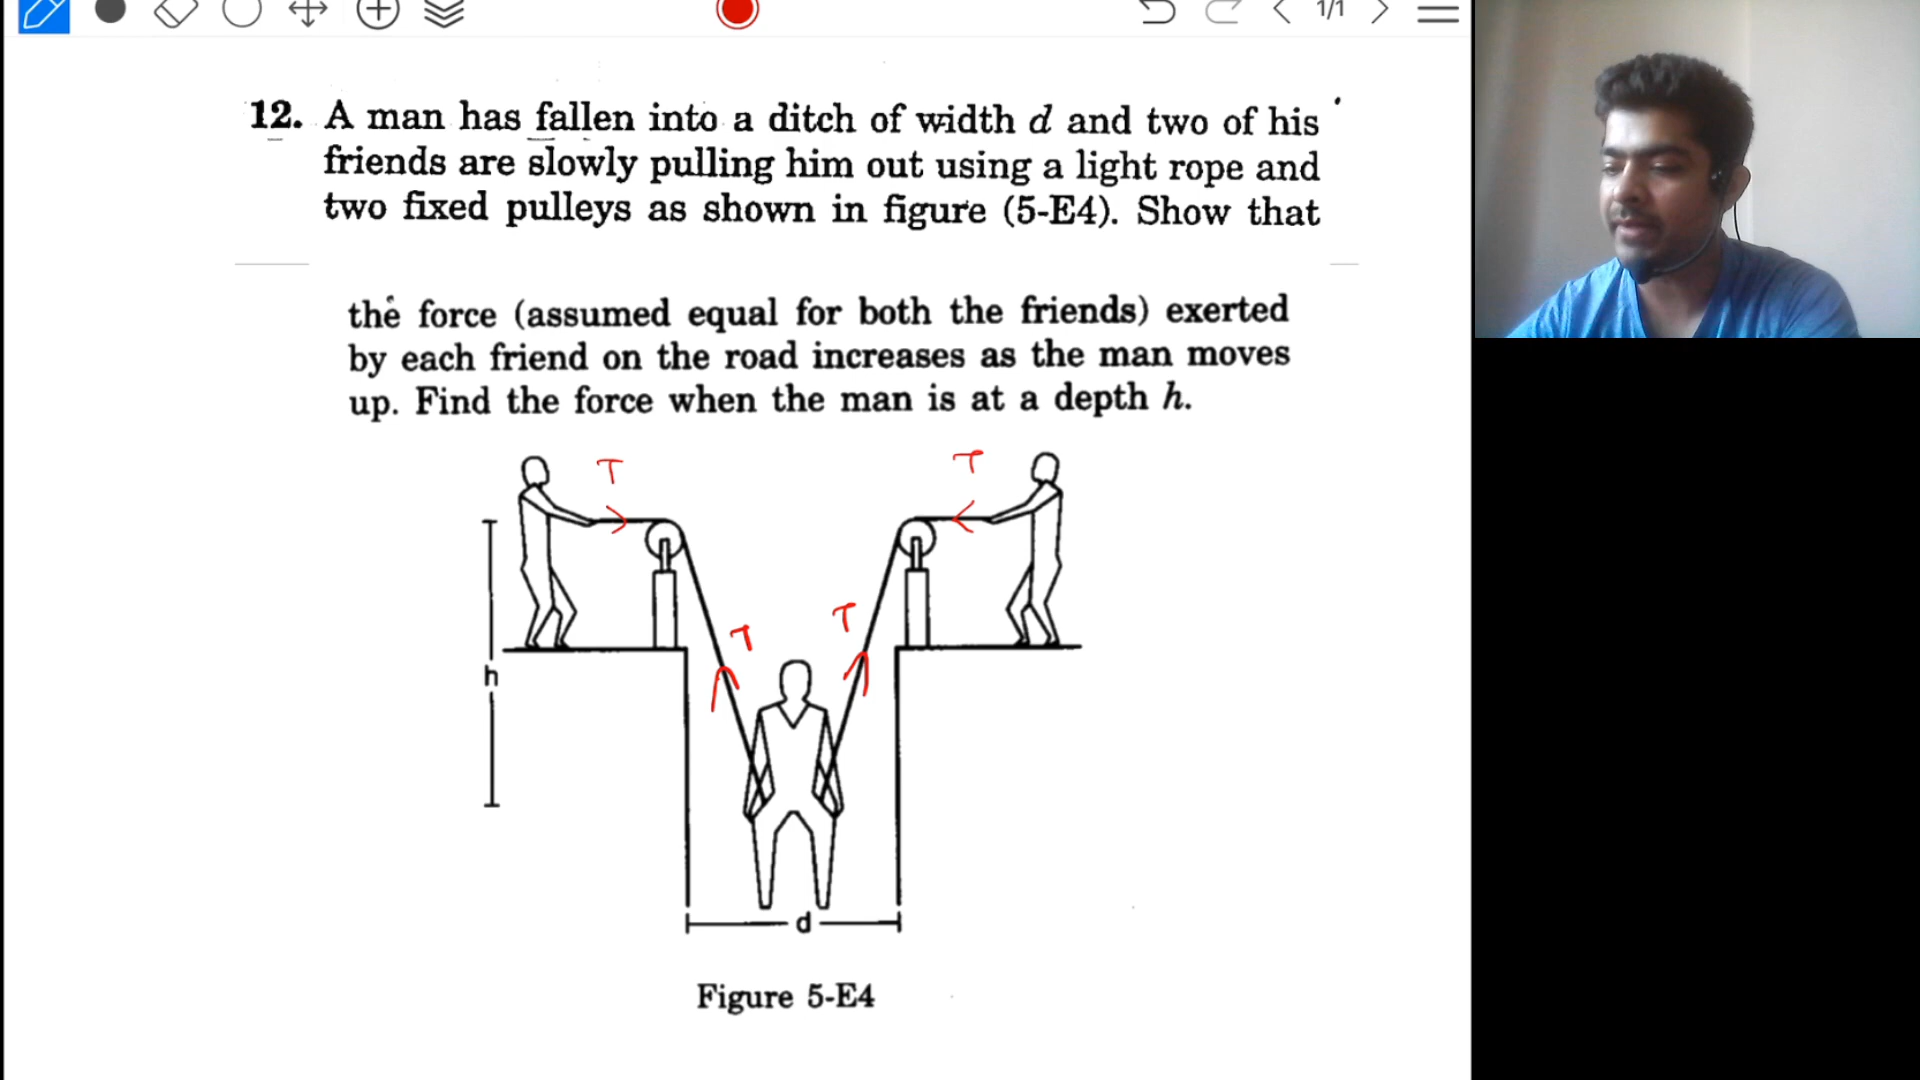 1/1
12. A man has fallen into a ditch of width d and two of his
friends are slowly pulling him out using a light rope and
two fixed pulleys as shown in figure (5-E4). Show that
the force (assumed equal for both the friends) exerted
by each friend on the road increases as the man moves
up. Find the force when the man is at a depth h.
T T
T T
h
d
Figure 5-E4